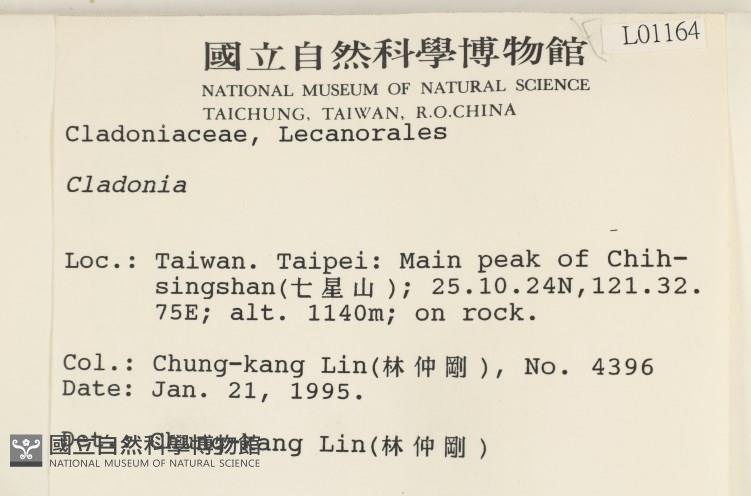 L01164
國立自然科學博物館
NATIONAL MUSEUM OF NATURAL SCIENCE
TAICHUNG, TAIWAN, R.O.CHINA
Cladoniaceae, Lecanorales
Cladonia
Loc.: Taiwan. Taipei: Main peak of Chih-
singshan(七星山); 25.10.24N,121.32.
75E; alt. 1140m; on rock.
Col.: Chung-kang Lin(林仲剛), No. 4396
Date: Jan. 21, 1995.
Det.: Chung-kang Lin(林仲剛)
國立自然科學博物館
NATIONAL MUSEUM OF NATURAL SCIENCE